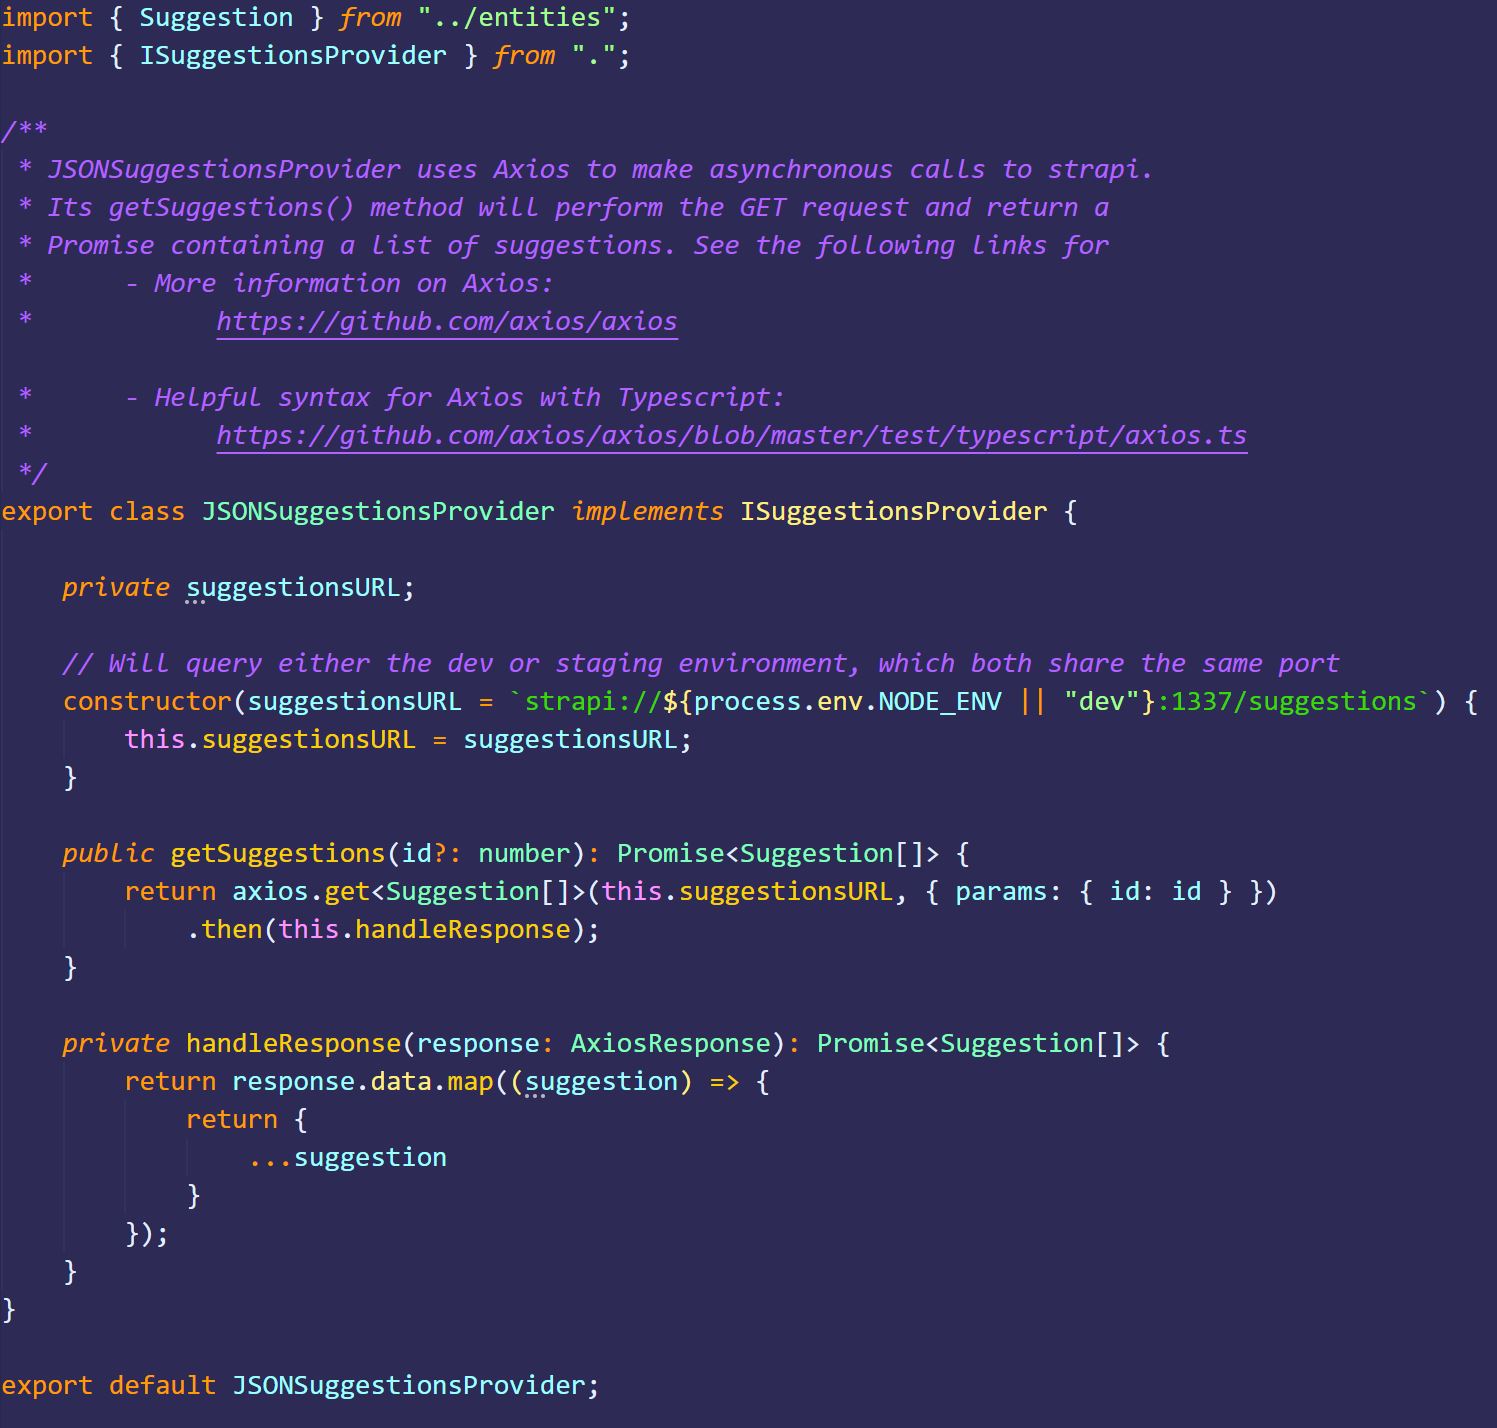 import { Suggestion } from "../entities";
import { ISuggestionsProvider } from ".";
/**
 * JSONSuggestionsProvider uses Axios to make asynchronous calls to strapi.
 * Its getSuggestions() method will perform the GET request and return a
 * Promise containing a list of suggestions. See the following links for
 *      - More information on Axios:
 *            https://github.com/axios/axios
 *      - Helpful syntax for Axios with Typescript:
 *            https://github.com/axios/axios/blob/master/test/typescript/axios.ts
 */
export class JSONSuggestionsProvider implements ISuggestionsProvider {
    private suggestionsURL;
    // Will query either the dev or staging environment, which both share the same port
    constructor(suggestionsURL = `strapi://${process.env.NODE_ENV || "dev"}:1337/suggestions`) {
        this.suggestionsURL = suggestionsURL;
    }
    public getSuggestions(id?: number): Promise<Suggestion[]> {
        return axios.get<Suggestion[]>(this.suggestionsURL, { params: { id: id } })
            .then(this.handleResponse);
    }
    private handleResponse(response: AxiosResponse): Promise<Suggestion[]> {
        return response.data.map((suggestion) => {
            return {
                ...suggestion
            }
        });
    }
}
export default JSONSuggestionsProvider;